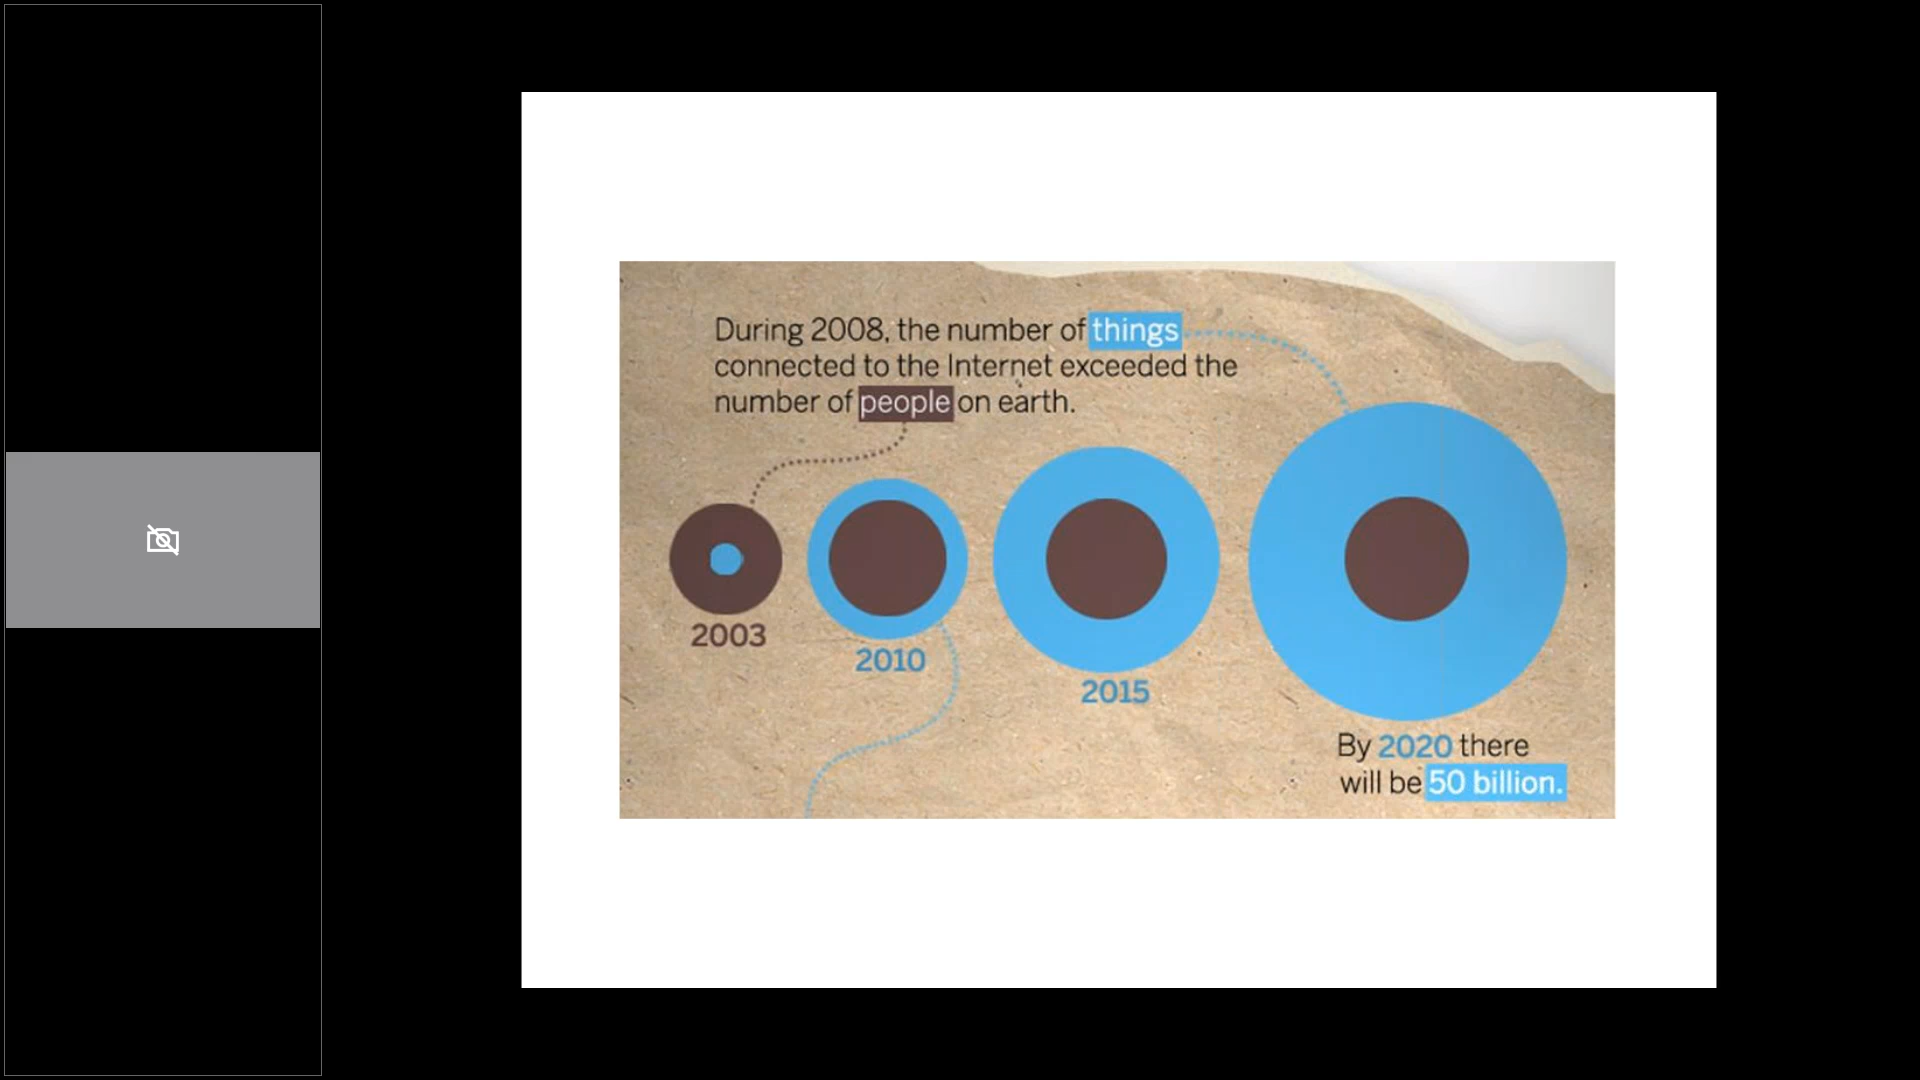 During 2008, the number of things
connected to the Internet exceeded the
number of people on earth.
2003
2010
2015
By 2020 there
will be 50 billion.